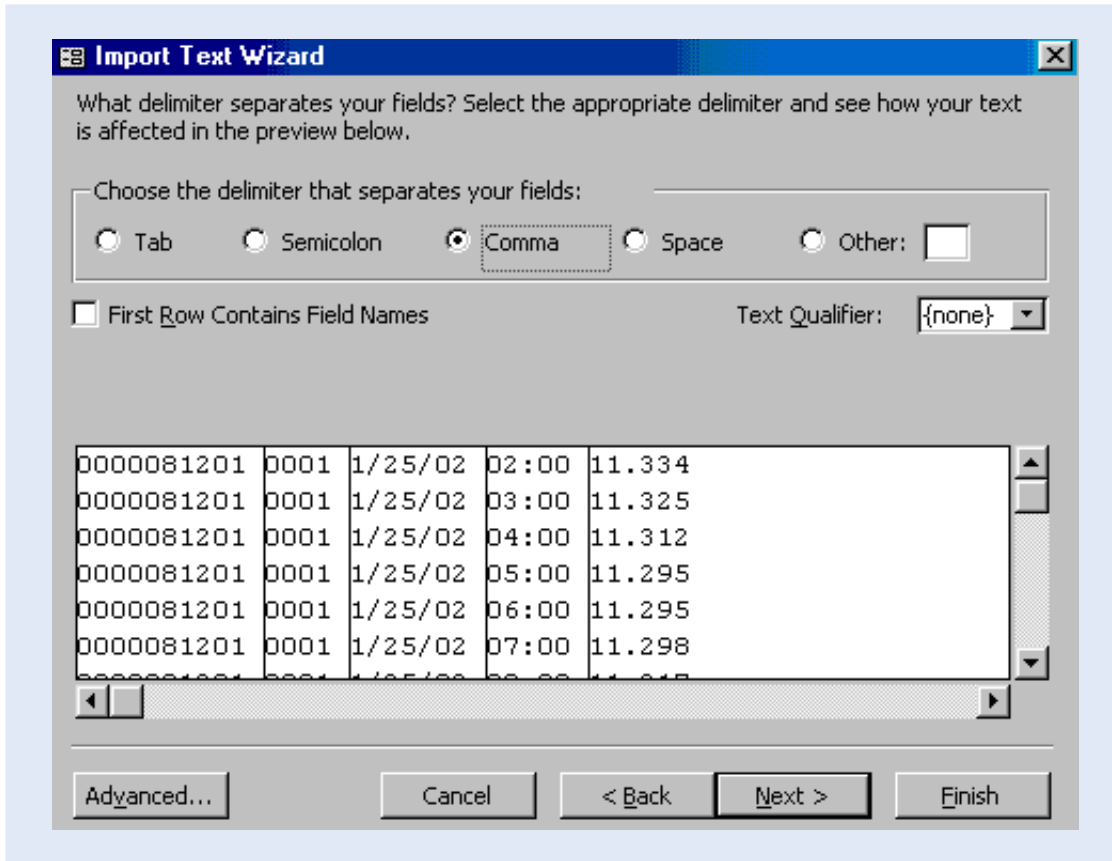 Import Text Wizard
What delimiter separates your fields? Select the appropriate delimiter and see how your text
is affected in the preview below.
Choose the delimiter that separates your fields:
Tab Semicolon Comma Space Other:
First Row Contains Field Names Text Qualifier: {none}
0000081201 0001 1/25/02 02:00 11.334
0000081201 0001 1/25/02 03:00 11.325
0000081201 0001 1/25/02 04:00 11.312
0000081201 0001 1/25/02 05:00 11.295
0000081201 0001 1/25/02 06:00 11.295
0000081201 0001 1/25/02 07:00 11.298
Advanced... Cancel < Back Next > Finish